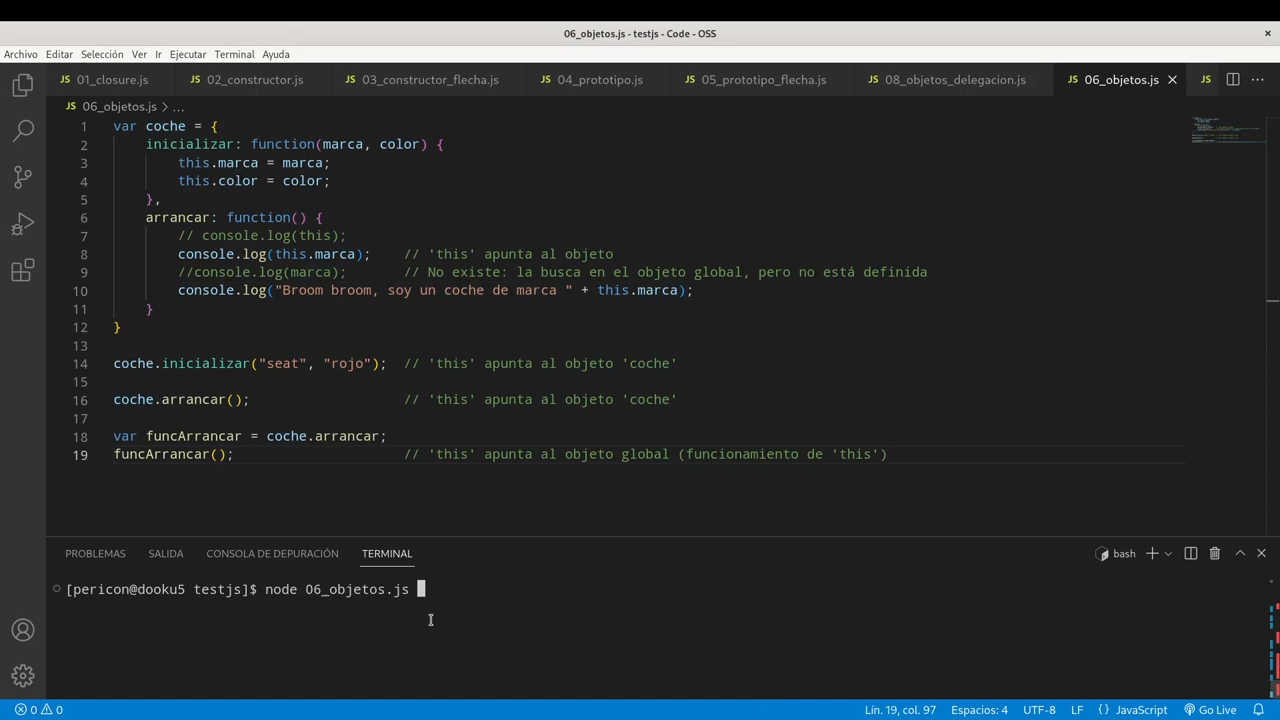 06_objetos.js - testjs - Code - OSS
Archivo Editar Selección Ver Ir Ejecutar Terminal Ayuda
JS 01_closure.js JS 02_constructor.js JS 03_constructor_flecha.js JS 04_prototipo.js JS 05_prototipo_flecha.js JS 08_objetos_delegacion.js JS 06_objetos.js JS
JS 06_objetos.js > ...
1 var coche = {
2 inicializar: function(marca, color) {
3 this.marca = marca;
4 this.color = color;
5 },
6 arrancar: function() {
7 // console.log(this);
8 console.log(this.marca); // 'this' apunta al objeto
9 //console.log(marca); // No existe: la busca en el objeto global, pero no está definida
10 console.log("Broom broom, soy un coche de marca " + this.marca);
11 }
12 }
13
14 coche.inicializar("seat", "rojo"); // 'this' apunta al objeto 'coche'
15
16 coche.arrancar(); // 'this' apunta al objeto 'coche'
17
18 var funcArrancar = coche.arrancar;
19 funcArrancar(); // 'this' apunta al objeto global (funcionamiento de 'this')
PROBLEMAS SALIDA CONSOLA DE DEPURACIÓN TERMINAL bash
[pericon@dooku5 testjs]$ node 06_objetos.js
0 0 Lín. 19, col. 97 Espacios: 4 UTF-8 LF {} JavaScript Go Live